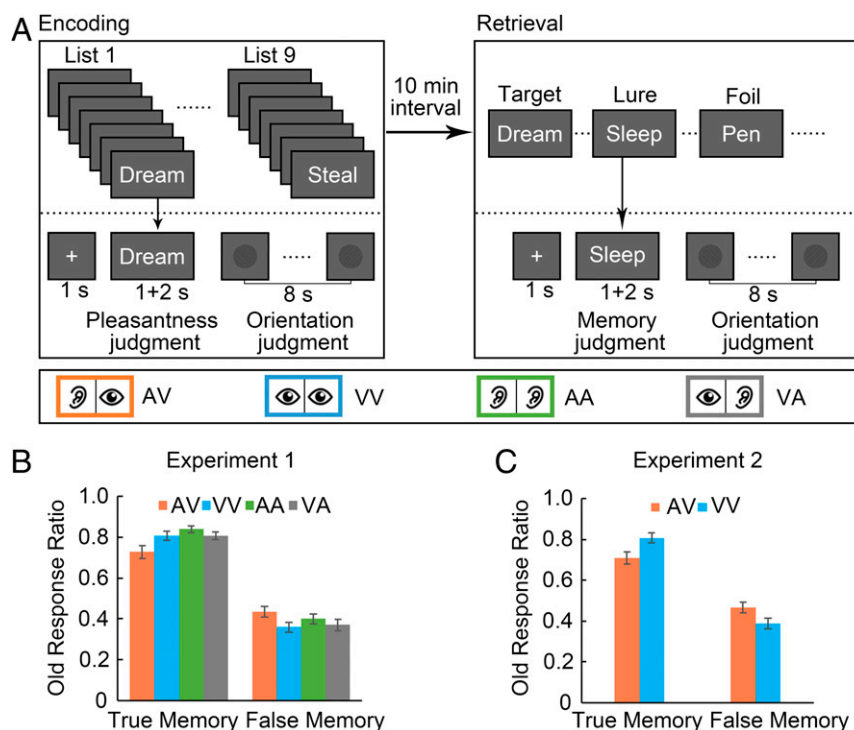 A
Encoding
Retrieval
List 1
List 9
......
10 min
interval
Target
Lure
Foil
Dream
Steal
Dream
...
Sleep
...
Pen
......
+
Dream
.....
+
Sleep
.....
1 s
1+2 s
8 s
1 s
1+2 s
8 s
Pleasantness
judgment
Orientation
judgment
Memory
judgment
Orientation
judgment
AV
VV
AA
VA
B
Experiment 1
AV VV AA VA
Old Response Ratio
1.0
0.8
0.6
0.4
0.2
0
True Memory False Memory
C
Experiment 2
AV VV
Old Response Ratio
1.0
0.8
0.6
0.4
0.2
0
True Memory False Memory